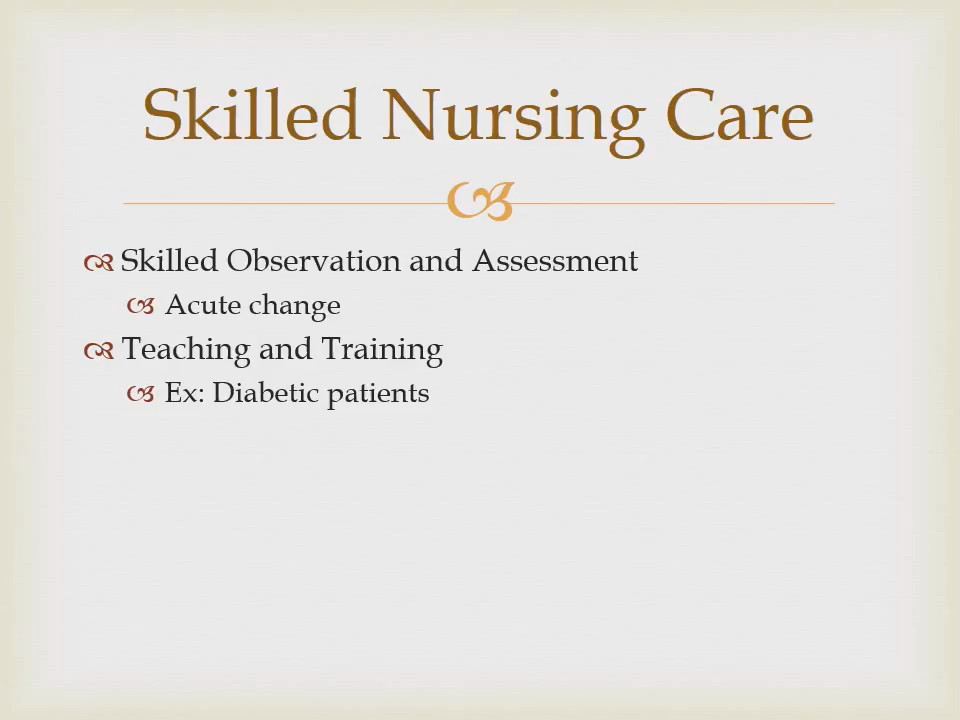 Skilled Nursing Care
Skilled Observation and Assessment
Acute change
Teaching and Training
Ex: Diabetic patients